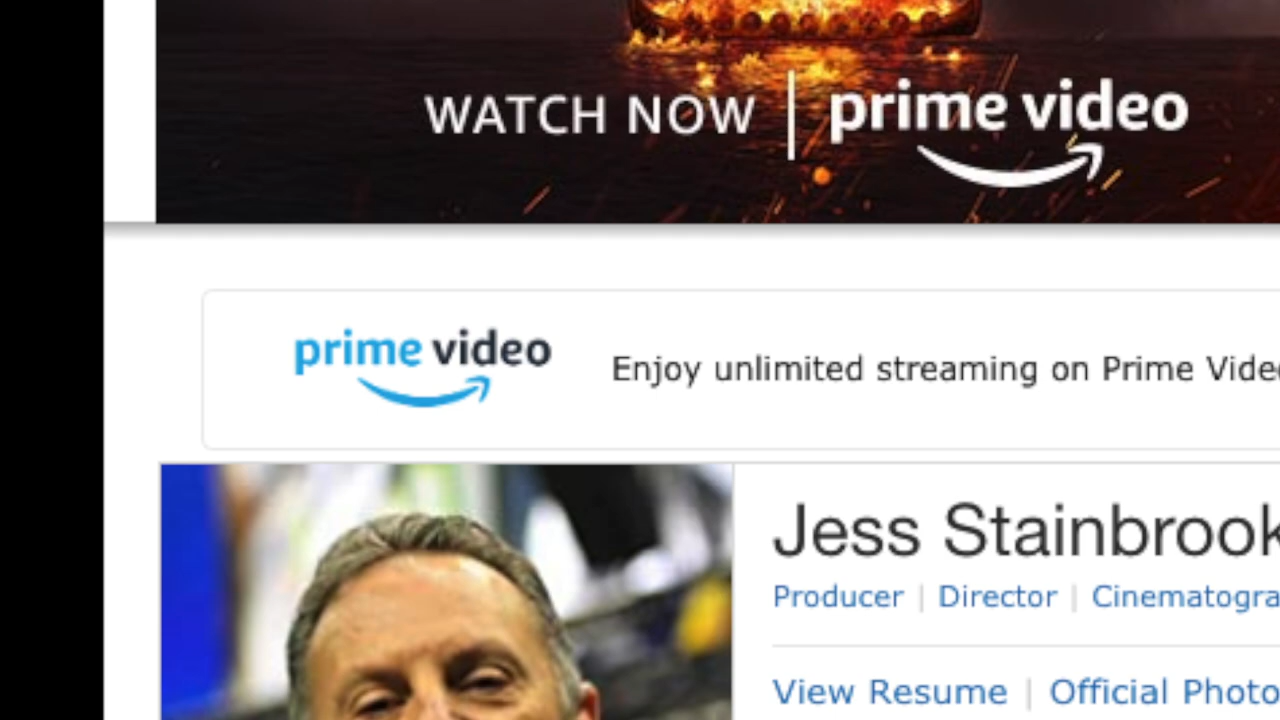 WATCH NOW | prime video
prime video Enjoy unlimited streaming on Prime Video
Jess Stainbrook
Producer | Director | Cinematogra
View Resume | Official Photo